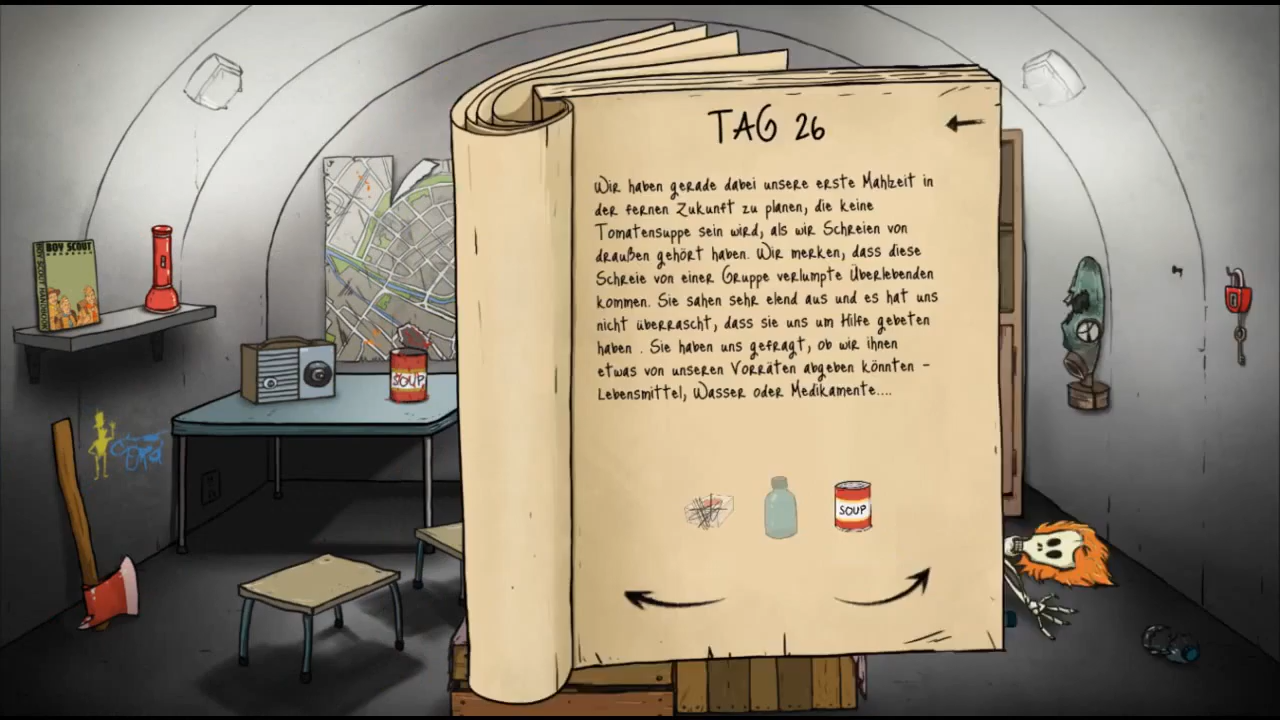 TAG 26
Wir haben gerade dabei unsere erste Mahlzeit in
der fernen Zukunft zu planen, die keine
Tomatensuppe sein wird, als wir Schreien von
draußen gehört haben. Wir merken, dass diese
Schreie von einer Gruppe verlumpte Überlebenden
kommen. Sie sahen sehr elend aus und es hat uns
nicht überrascht, dass sie uns um Hilfe gebeten
haben . Sie haben uns gefragt, ob wir ihnen
etwas von unseren Vorräten abgeben könnten -
Lebensmittel, Wasser oder Medikamente....
SOUP
BOY SCOUT
HANDBOOK
BOY SCOUT HANDBOOK
SOUP